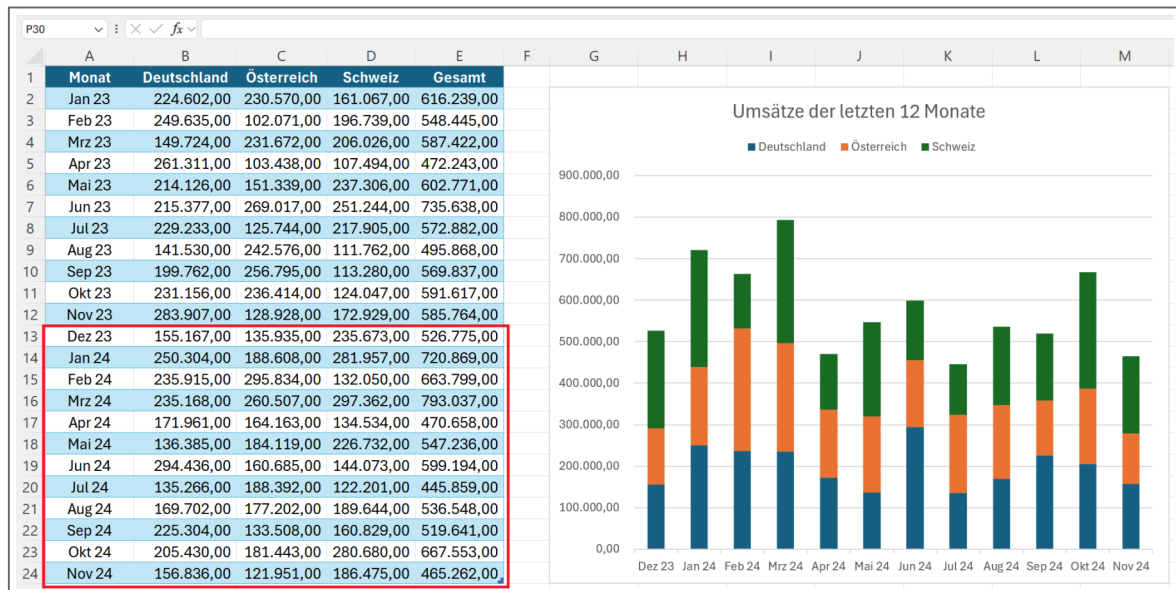 P30 fx
A B C D E F G H I J K L M
1 Monat Deutschland Österreich Schweiz Gesamt
2 Jan 23 224.602,00 230.570,00 161.067,00 616.239,00
3 Feb 23 249.635,00 102.071,00 196.739,00 548.445,00
4 Mrz 23 149.724,00 231.672,00 206.026,00 587.422,00
5 Apr 23 261.311,00 103.438,00 107.494,00 472.243,00
6 Mai 23 214.126,00 151.339,00 237.306,00 602.771,00
7 Jun 23 215.377,00 269.017,00 251.244,00 735.638,00
8 Jul 23 229.233,00 125.744,00 217.905,00 572.882,00
9 Aug 23 141.530,00 242.576,00 111.762,00 495.868,00
10 Sep 23 199.762,00 256.795,00 113.280,00 569.837,00
11 Okt 23 231.156,00 236.414,00 124.047,00 591.617,00
12 Nov 23 283.907,00 128.928,00 172.929,00 585.764,00
13 Dez 23 155.167,00 135.935,00 235.673,00 526.775,00
14 Jan 24 250.304,00 188.608,00 281.957,00 720.869,00
15 Feb 24 235.915,00 295.834,00 132.050,00 663.799,00
16 Mrz 24 235.168,00 260.507,00 297.362,00 793.037,00
17 Apr 24 171.961,00 164.163,00 134.534,00 470.658,00
18 Mai 24 136.385,00 184.119,00 226.732,00 547.236,00
19 Jun 24 294.436,00 160.685,00 144.073,00 599.194,00
20 Jul 24 135.266,00 188.392,00 122.201,00 445.859,00
21 Aug 24 169.702,00 177.202,00 189.644,00 536.548,00
22 Sep 24 225.304,00 133.508,00 160.829,00 519.641,00
23 Okt 24 205.430,00 181.443,00 280.680,00 667.553,00
24 Nov 24 156.836,00 121.951,00 186.475,00 465.262,00
Umsätze der letzten 12 Monate
Deutschland Österreich Schweiz
900.000,00
800.000,00
700.000,00
600.000,00
500.000,00
400.000,00
300.000,00
200.000,00
100.000,00
0,00
Dez 23 Jan 24 Feb 24 Mrz 24 Apr 24 Mai 24 Jun 24 Jul 24 Aug 24 Sep 24 Okt 24 Nov 24